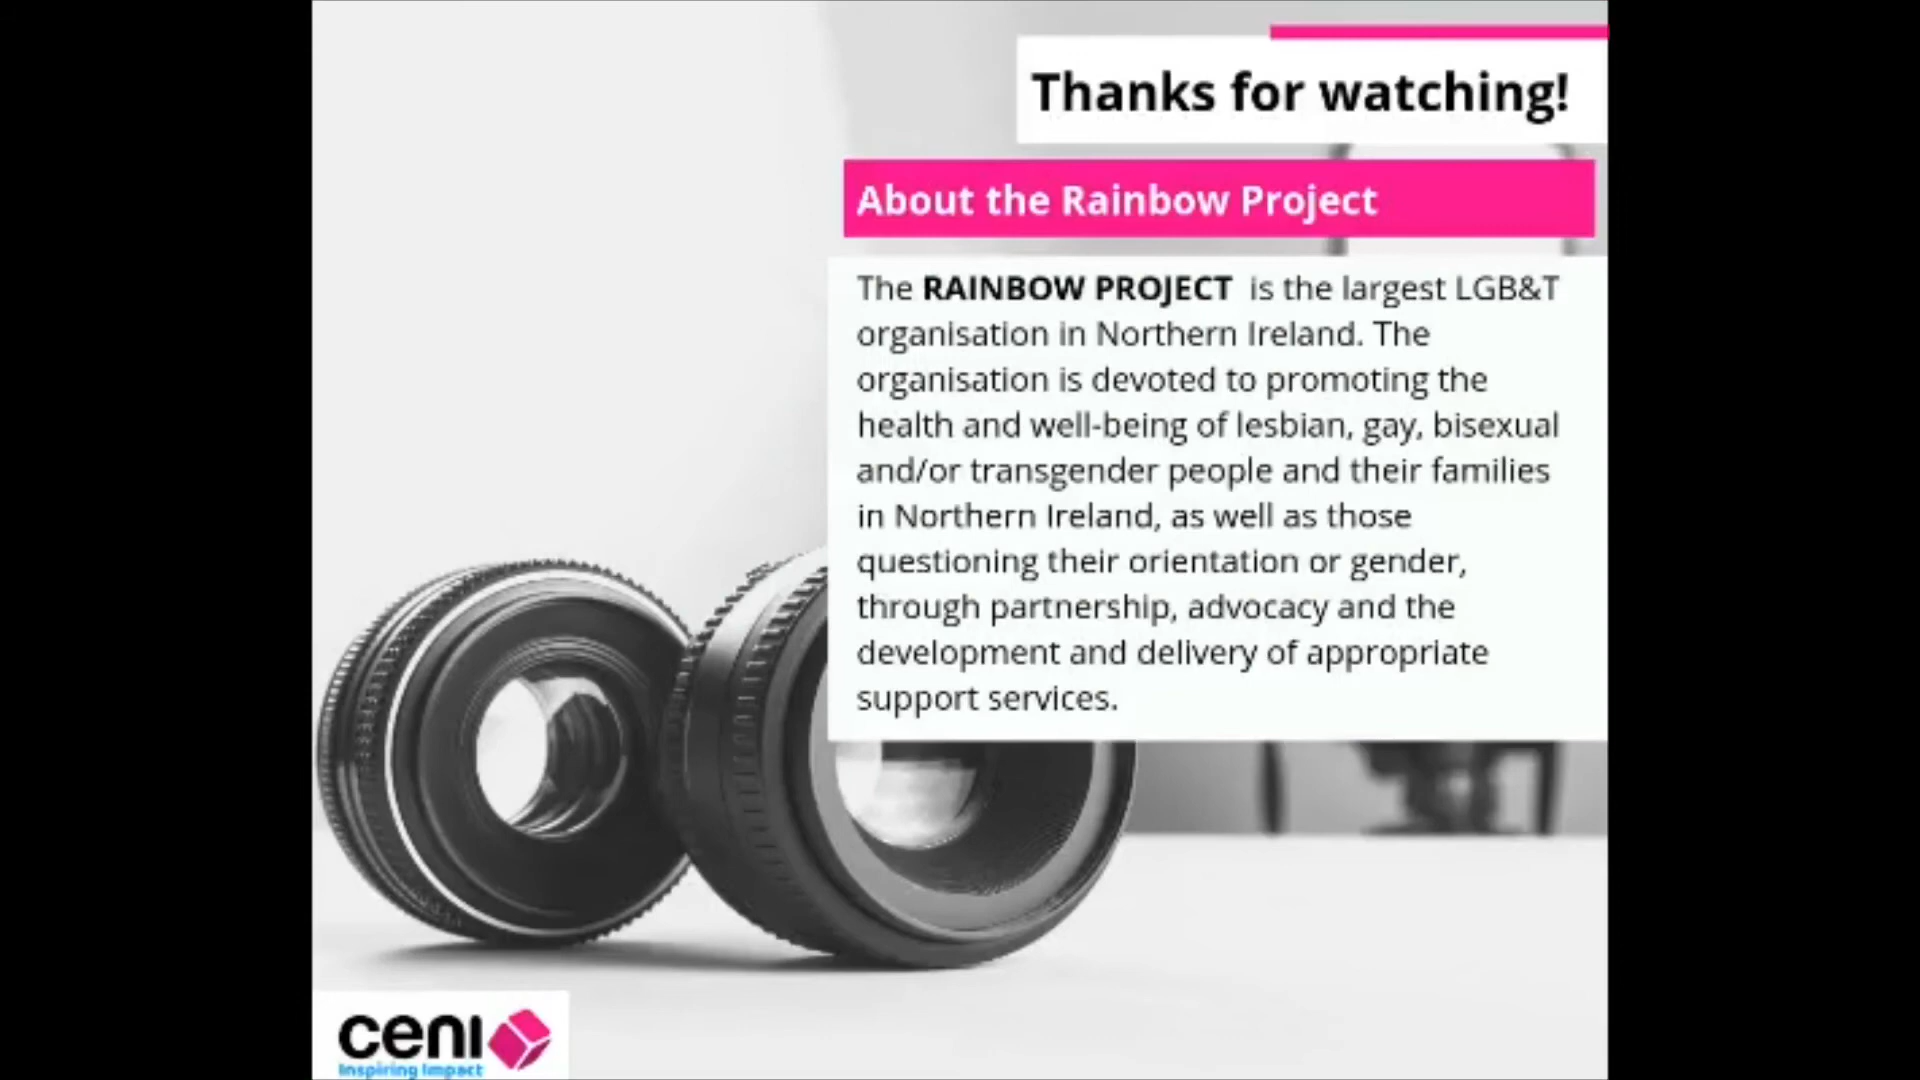 Thanks for watching!
About the Rainbow Project
The RAINBOW PROJECT is the largest LGB&T
organisation in Northern Ireland. The
organisation is devoted to promoting the
health and well-being of lesbian, gay, bisexual
and/or transgender people and their families
in Northern Ireland, as well as those
questioning their orientation or gender,
through partnership, advocacy and the
development and delivery of appropriate
support services.
ceni
Inspiring Impact